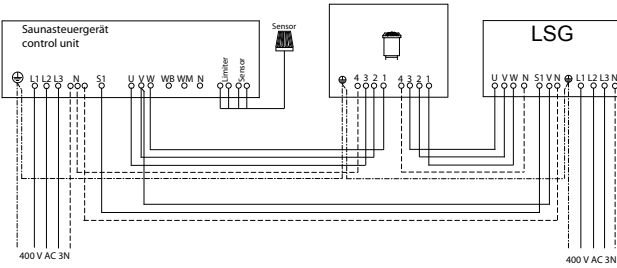 Saunasteuergerät
control unit
Sensor
LSG
L1 L2 L3 N S1 U V W WB WM N
Limiter
Sensor
4 3 2 1 4 3 2 1
U V W N S1 V N L1 L2 L3 N
400 V AC 3N
400 V AC 3N